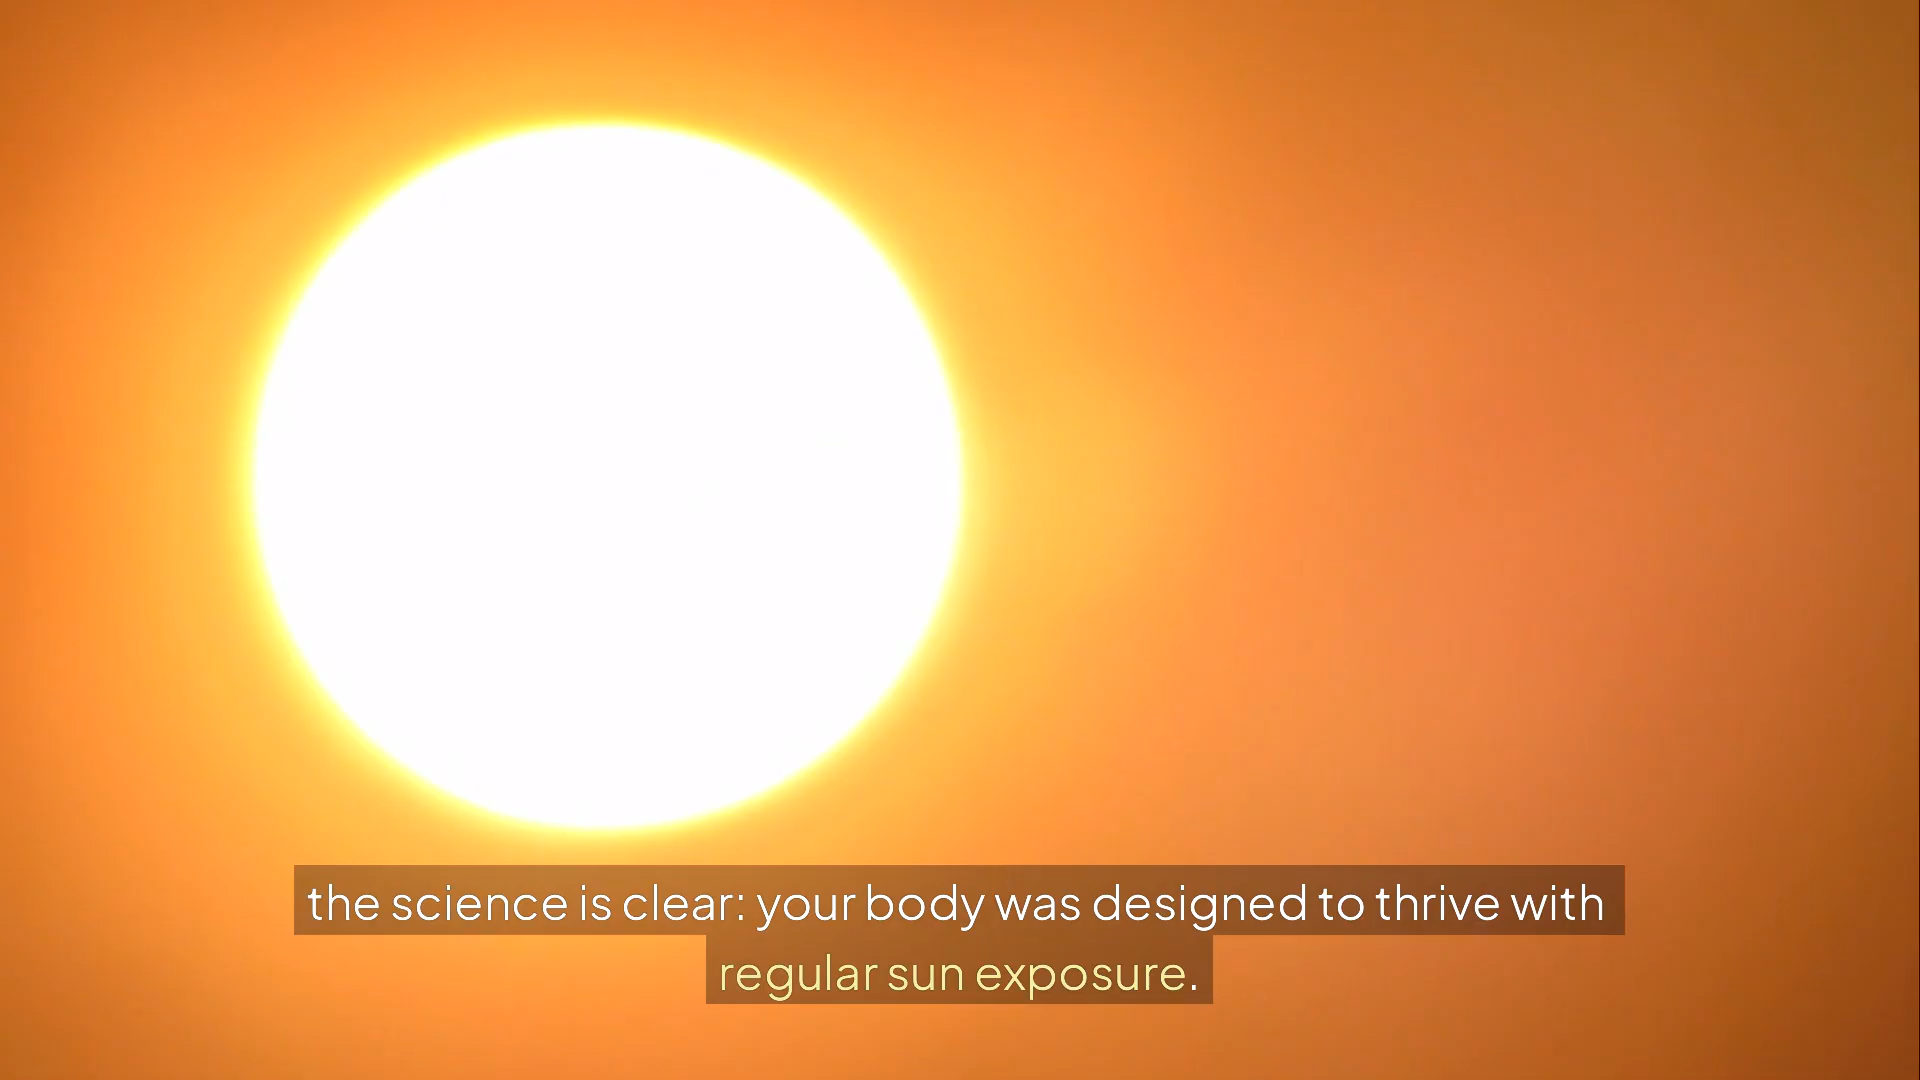 the science is clear: your body was designed to thrive with
regular sun exposure.